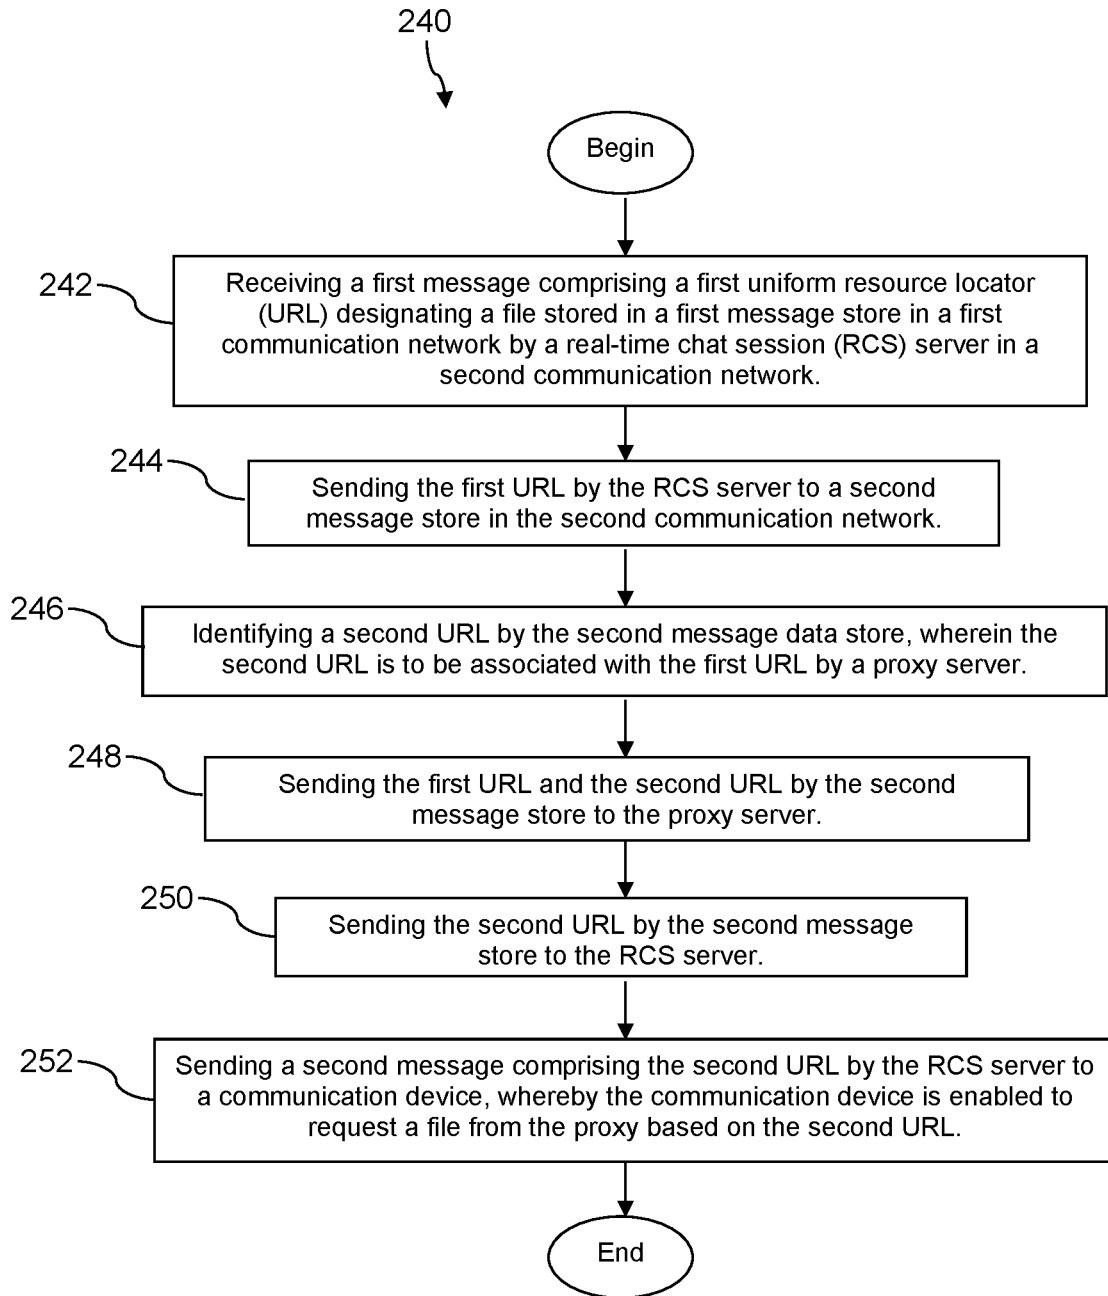 240
Begin
242
Receiving a first message comprising a first uniform resource locator
(URL) designating a file stored in a first message store in a first
communication network by a real-time chat session (RCS) server in a
second communication network.
244
Sending the first URL by the RCS server to a second
message store in the second communication network.
246
Identifying a second URL by the second message data store, wherein the
second URL is to be associated with the first URL by a proxy server.
248
Sending the first URL and the second URL by the second
message store to the proxy server.
250
Sending the second URL by the second message
store to the RCS server.
252
Sending a second message comprising the second URL by the RCS server to
a communication device, whereby the communication device is enabled to
request a file from the proxy based on the second URL.
End